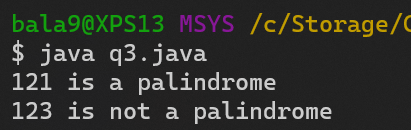 bala9@XPS13 MSYS /c/Storage/
$ java q3.java
121 is a palindrome
123 is not a palindrome